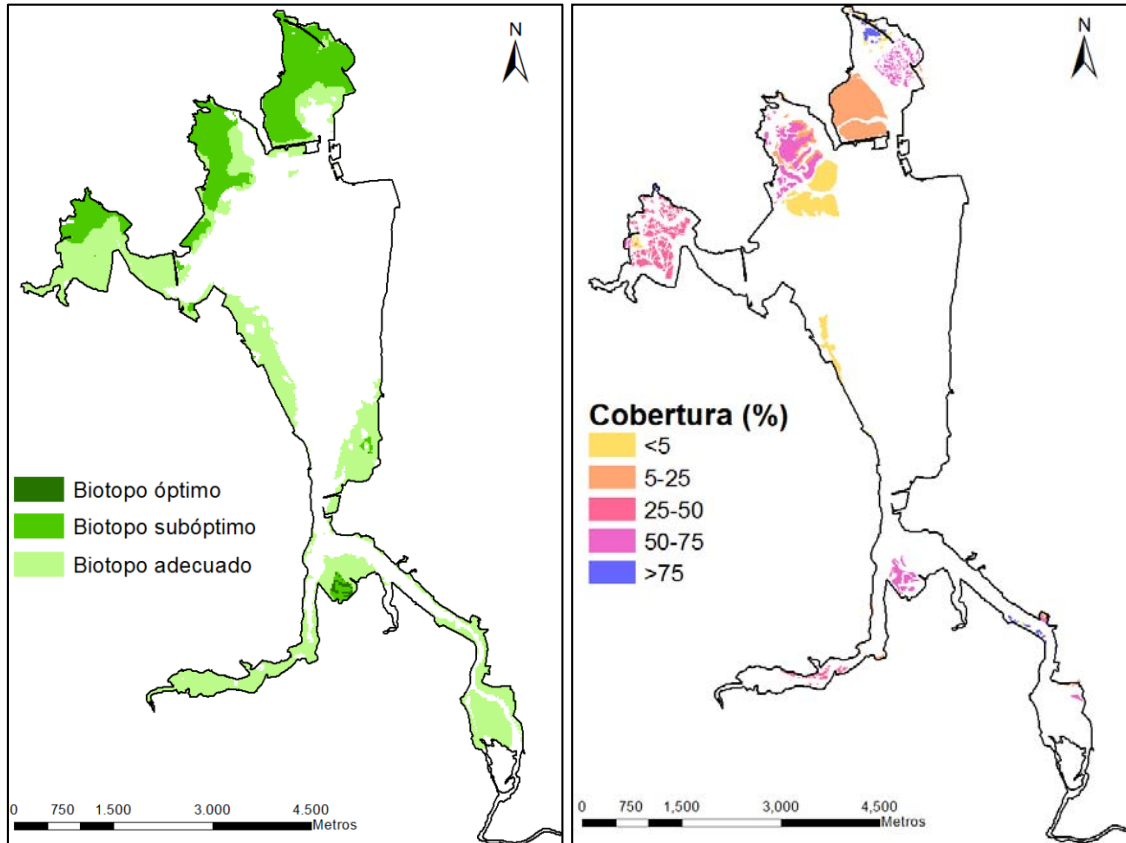 N
Biotopo óptimo
Biotopo subóptimo
Biotopo adecuado
0 750 1.500 3.000 4.500
Metros
N
Cobertura (%)
<5
5-25
25-50
50-75
>75
0 750 1,500 3,000 4,500
Metros